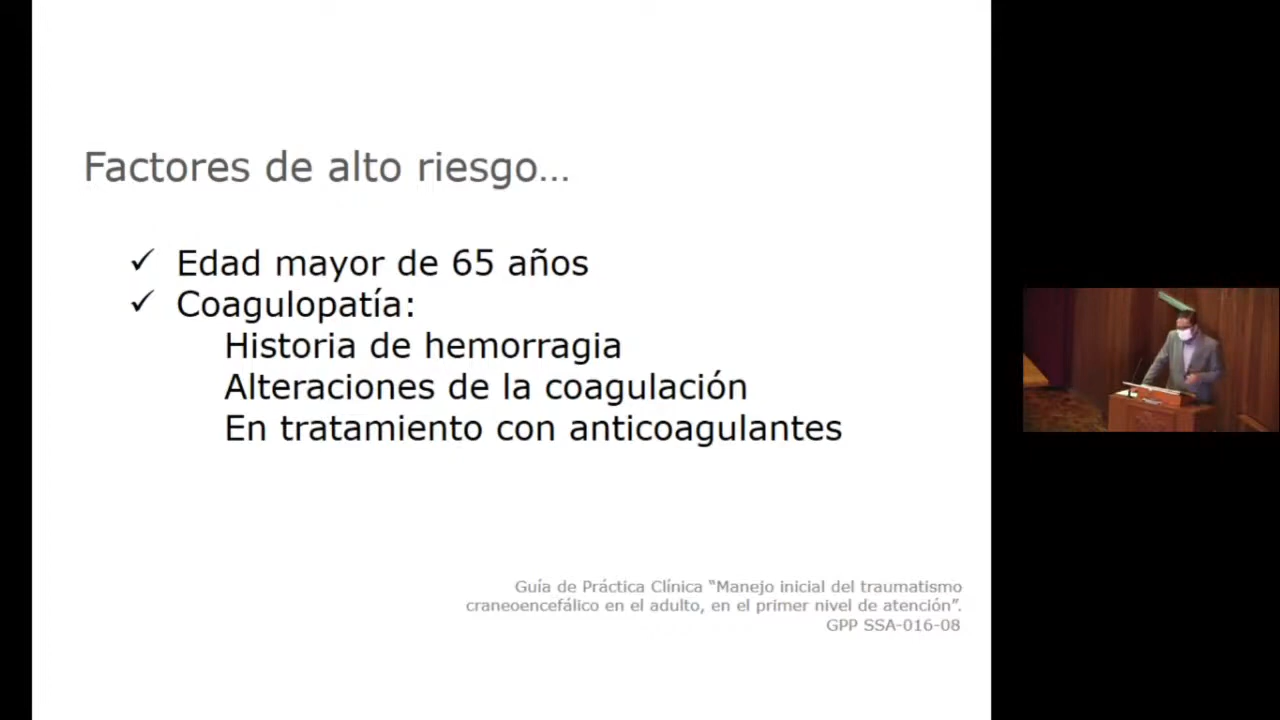 Factores de alto riesgo...
✓ Edad mayor de 65 años
✓ Coagulopatía:
Historia de hemorragia
Alteraciones de la coagulación
En tratamiento con anticoagulantes
Guía de Práctica Clínica “Manejo inicial del traumatismo
craneoencefálico en el adulto, en el primer nivel de atención”.
GPP SSA-016-08